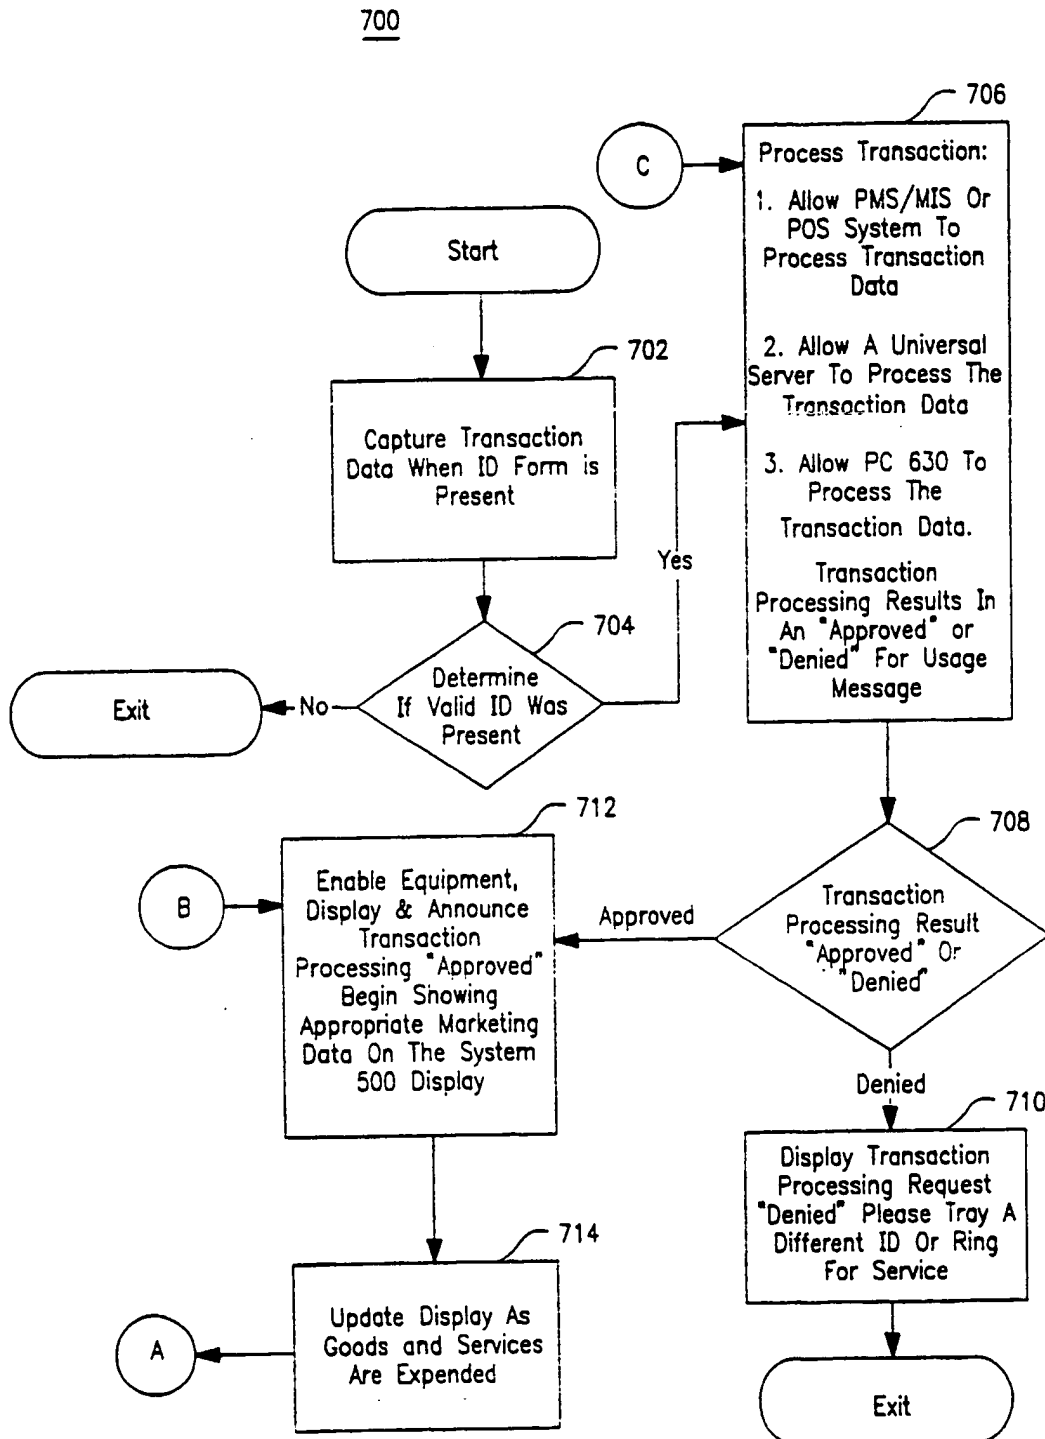 700
706
C
Process Transaction:
1. Allow PMS/MIS Or
POS System To
Process Transaction
Data
2. Allow A Universal
Server To Process The
Transaction Data
3. Allow PC 630 To
Process The
Transaction Data.
Transaction
Processing Results In
An "Approved" or
"Denied" For Usage
Message
Start
702
Capture Transaction
Data When ID Form is
Present
Yes
704
Determine
If Valid ID Was
Present
No
Exit
708
Transaction
Processing Result
"Approved" Or
"Denied"
Approved
712
B
Enable Equipment,
Display & Announce
Transaction
Processing "Approved"
Begin Showing
Appropriate Marketing
Data On The System
500 Display
Denied
710
Display Transaction
Processing Request
"Denied" Please Tray A
Different ID Or Ring
For Service
714
Update Display As
Goods and Services
Are Expended
A
Exit